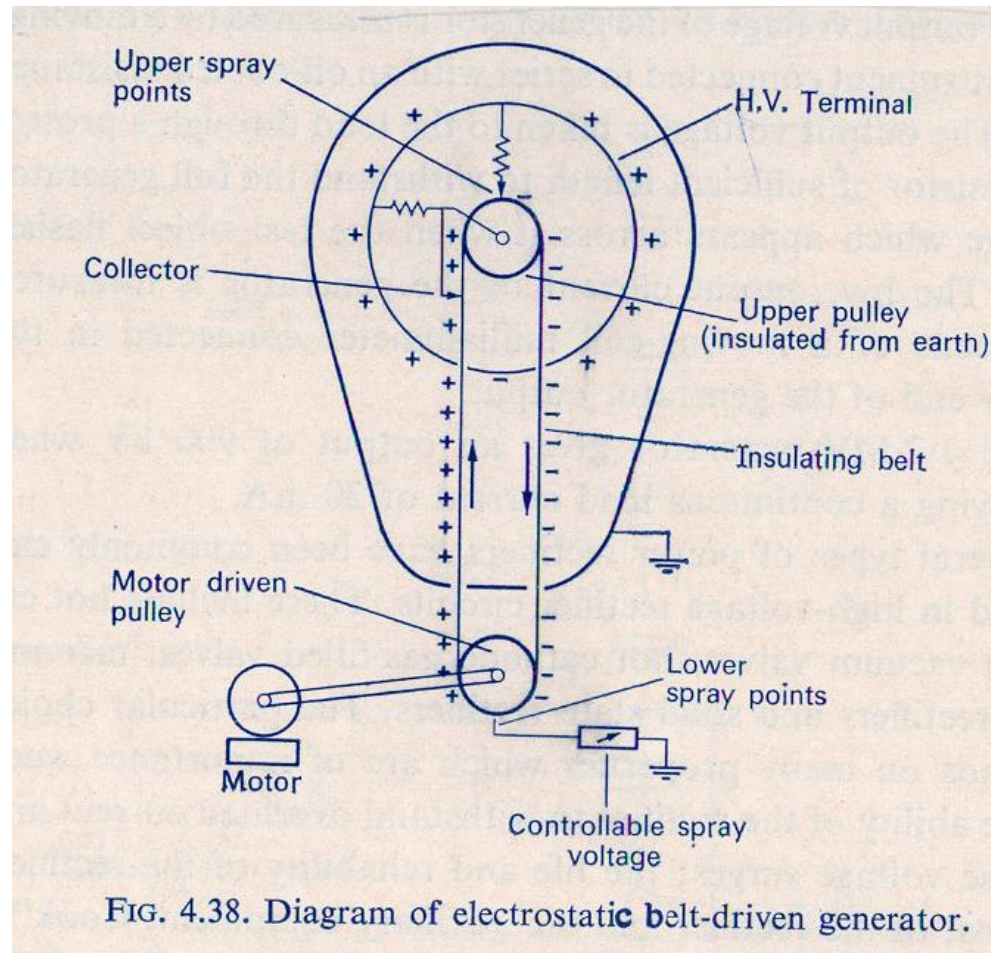 Upper spray
points
H.V. Terminal
Collector
Upper pulley
(insulated from earth)
Insulating belt
Motor driven
pulley
Lower
spray points
Motor
Controllable spray
voltage
FIG. 4.38. Diagram of electrostatic belt-driven generator.